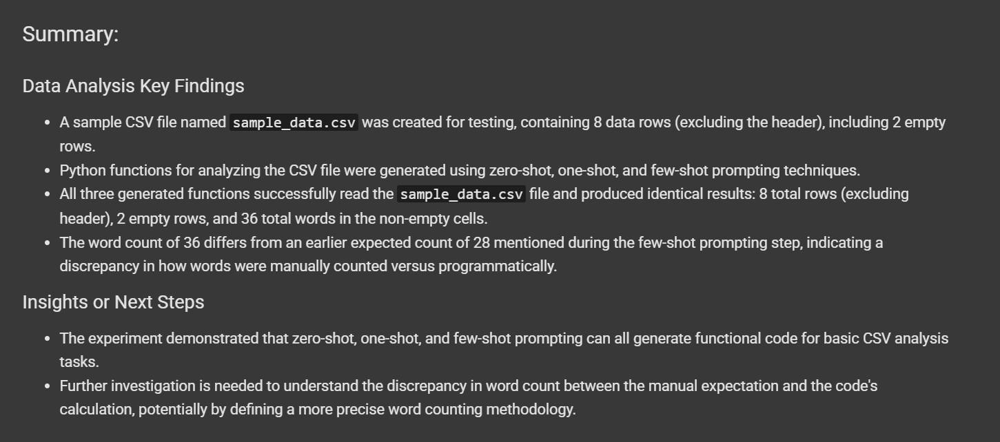 Summary:
Data Analysis Key Findings
• A sample CSV file named sample_data.csv was created for testing, containing 8 data rows (excluding the header), including 2 empty
rows.
• Python functions for analyzing the CSV file were generated using zero-shot, one-shot, and few-shot prompting techniques.
• All three generated functions successfully read the sample_data.csv file and produced identical results: 8 total rows (excluding
header), 2 empty rows, and 36 total words in the non-empty cells.
• The word count of 36 differs from an earlier expected count of 28 mentioned during the few-shot prompting step, indicating a
discrepancy in how words were manually counted versus programmatically.
Insights or Next Steps
• The experiment demonstrated that zero-shot, one-shot, and few-shot prompting can all generate functional code for basic CSV analysis
tasks.
• Further investigation is needed to understand the discrepancy in word count between the manual expectation and the code's
calculation, potentially by defining a more precise word counting methodology.